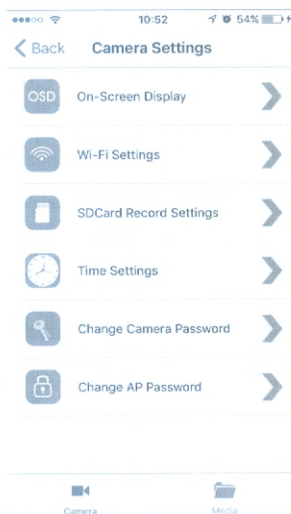 10:52
54%
Back
Camera Settings
OSD
On-Screen Display
Wi-Fi Settings
SDCard Record Settings
Time Settings
Change Camera Password
Change AP Password
Camera
Media